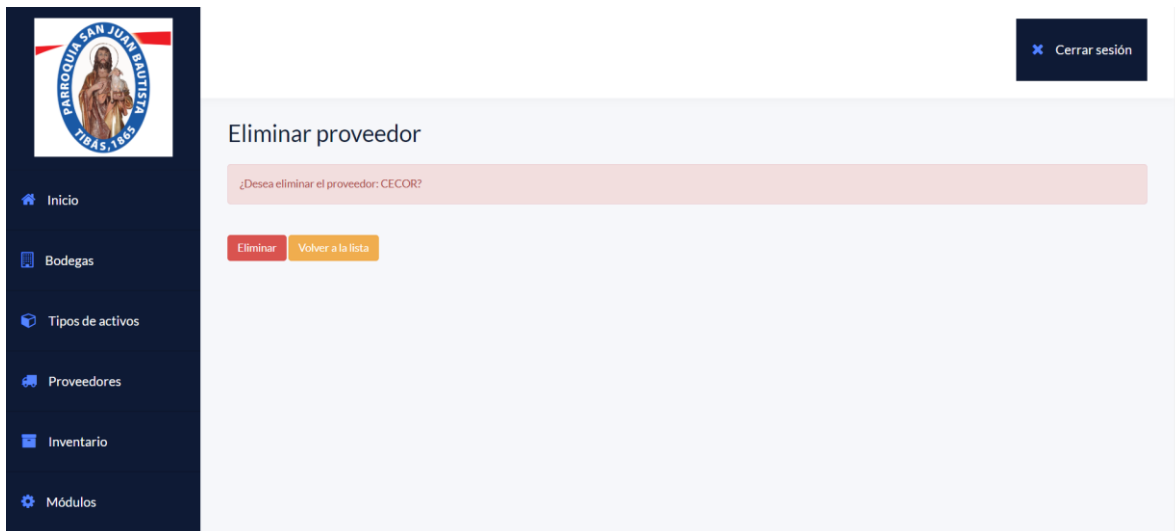 PARROQUIA SAN JUAN BAUTISTA
TIBÁS, 1865
Cerrar sesión
Eliminar proveedor
¿Desea eliminar el proveedor: CECOR?
Eliminar
Volver a la lista
Inicio
Bodegas
Tipos de activos
Proveedores
Inventario
Módulos